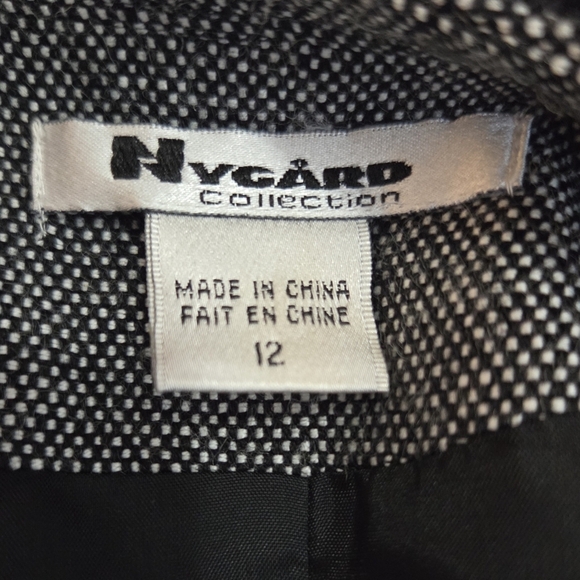 NYGÅRD
Collection
MADE IN CHINA
FAIT EN CHINE
12